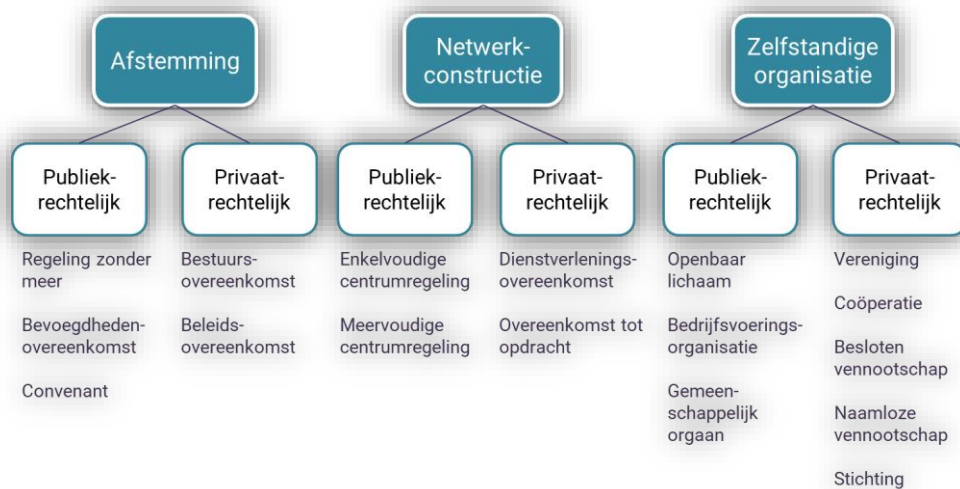 Afstemming
Netwerk-
constructie
Zelfstandige
organisatie
Publiek-
rechtelijk
Privaat-
rechtelijk
Publiek-
rechtelijk
Privaat-
rechtelijk
Publiek-
rechtelijk
Privaat-
rechtelijk
Regeling zonder
meer
Bevoegdheden-
overeenkomst
Convenant
Bestuurs-
overeenkomst
Beleids-
overeenkomst
Enkelvoudige
centrumregeling
Meervoudige
centrumregeling
Dienstverlenings-
overeenkomst
Overeenkomst tot
opdracht
Openbaar
lichaam
Bedrijfsvoerings-
organisatie
Gemeen-
schappelijk
orgaan
Vereniging
Coöperatie
Besloten
vennootschap
Naamloze
vennootschap
Stichting